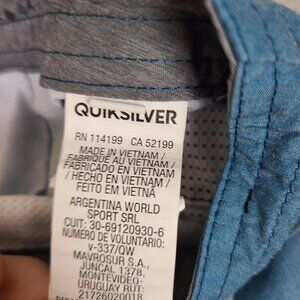 QUIKSILVER
RN 114199 CA 52199
MADE IN VIETNAM /
FABRIQUÉ AU VIETNAM /
FABRICADO EN VIETNAM
/ HECHO EN VIETNAM /
FEITO EM VIETNÃ
ARGENTINA WORLD
SPORT SRL
CUIT: 30-69120930-6
NUMERO DE VOLUNTARIO:
V-337/QW
MAVROSUR S.A.,
JUNCAL 1378,
MONTEVIDEO-
URUGUAY RUT:
217260020018